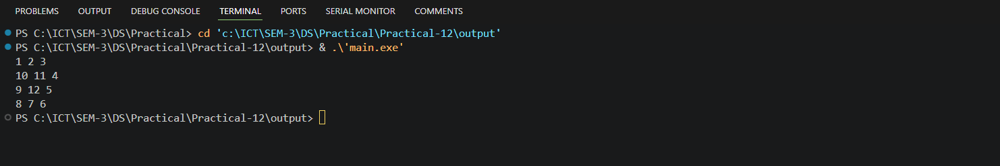 PROBLEMS OUTPUT DEBUG CONSOLE TERMINAL PORTS SERIAL MONITOR COMMENTS
PS C:\ICT\SEM-3\DS\Practical> cd 'c:\ICT\SEM-3\DS\Practical\Practical-12\output'
PS C:\ICT\SEM-3\DS\Practical\Practical-12\output> & .\'main.exe'
1 2 3
10 11 4
9 12 5
8 7 6
PS C:\ICT\SEM-3\DS\Practical\Practical-12\output>